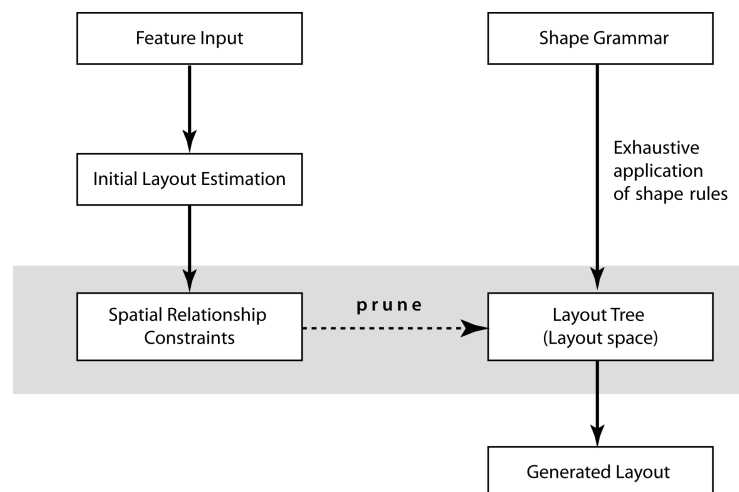 Feature Input
Shape Grammar
Exhaustive
application
of shape rules
Initial Layout Estimation
Spatial Relationship
Constraints
prune
Layout Tree
(Layout space)
Generated Layout